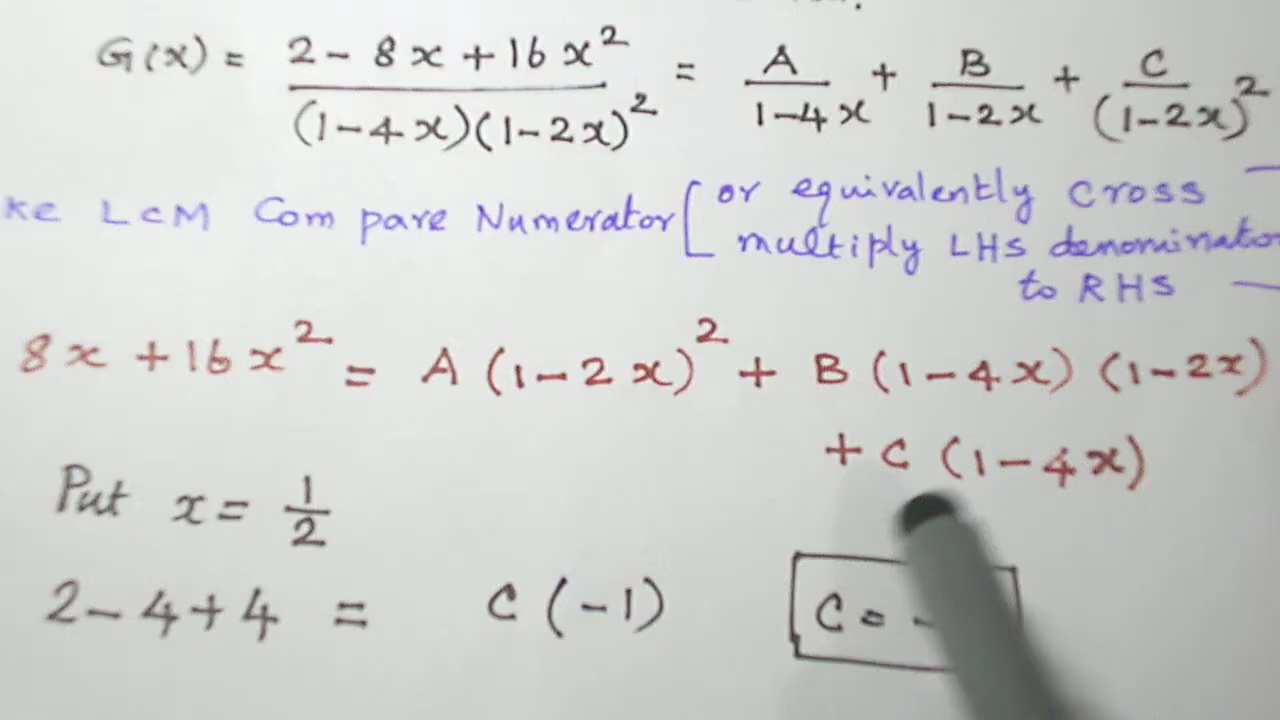 G(x) = 2 - 8x + 16x² / (1-4x)(1-2x)² = A / 1-4x + B / 1-2x + C / (1-2x)²
ke LCM Compare Numerator [ or equivalently cross
multiply LHS denominator
to RHS
8x + 16x² = A (1-2x)² + B (1-4x) (1-2x)
+ C (1-4x)
Put x = 1/2
2-4+4 = C (-1) C = -